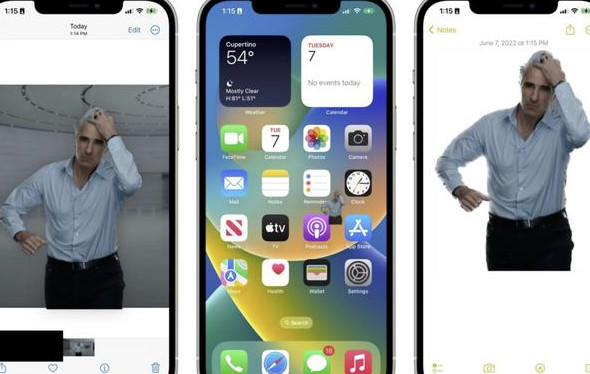 1:15
Today
1:14 PM
Edit
1:15
Cupertino
54°
Mostly Clear
H:81° L:51°
Weather
TUESDAY
7
No events today
Calendar
FaceTime
TUE
7
Calendar
Photos
Camera
Mail
Notes
Reminders
Clock
News
tv
TV
Podcasts
App Store
Maps
Health
Wallet
Settings
Search
1:15
Notes
June 7, 2022 at 1:15 PM